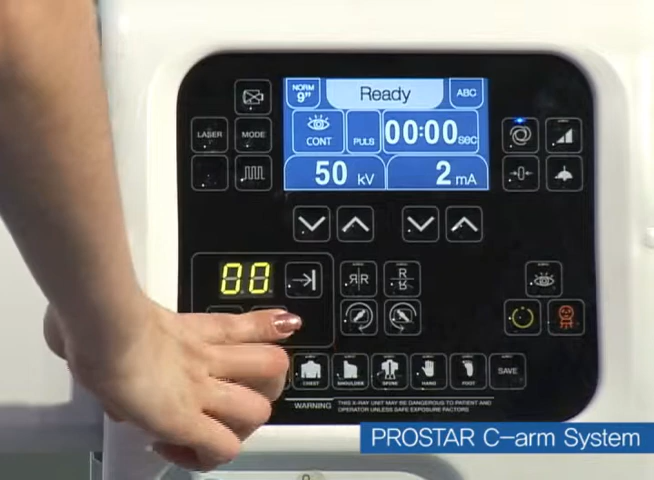 NORM
9"
Ready
ABC
LASER
MODE
CONT
PULS
00:00 sec
50 kV
2 mA
00
R R
R
R
CHEST
SHOULDER
SPINE
HAND
FOOT
SAVE
WARNING
THIS X-RAY UNIT MAY BE DANGEROUS TO PATIENT AND
OPERATOR UNLESS SAFE EXPOSURE FACTORS
PROSTAR C-arm System